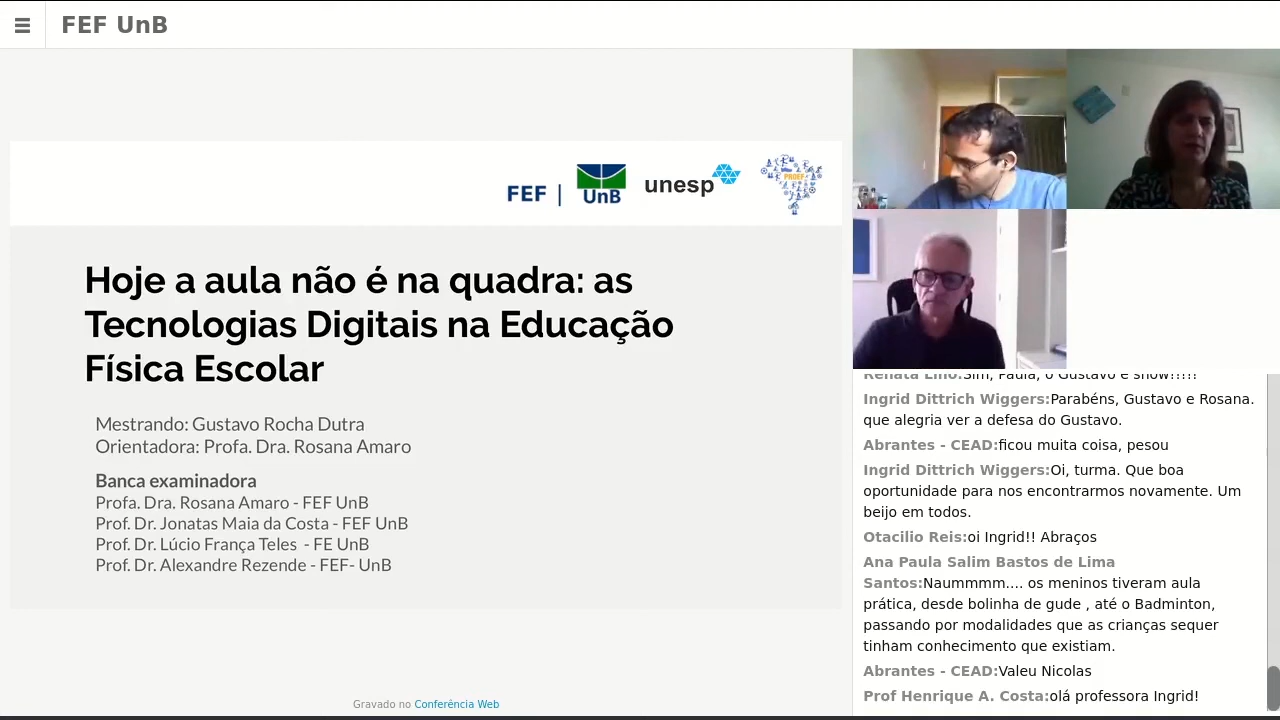 FEF UnB
FEF |
UnB
unesp
PROEF
Hoje a aula não é na quadra: as
Tecnologias Digitais na Educação
Física Escolar
Mestrando: Gustavo Rocha Dutra
Orientadora: Profa. Dra. Rosana Amaro
Banca examinadora
Profa. Dra. Rosana Amaro - FEF UnB
Prof. Dr. Jonatas Maia da Costa - FEF UnB
Prof. Dr. Lúcio França Teles - FE UnB
Prof. Dr. Alexandre Rezende - FEF- UnB
Gravado no Conferência Web
Renata Lino:Sim, Paula, o Gustavo é show!!!!!
Ingrid Dittrich Wiggers:Parabéns, Gustavo e Rosana.
que alegria ver a defesa do Gustavo.
Abrantes - CEAD:ficou muita coisa, pesou
Ingrid Dittrich Wiggers:Oi, turma. Que boa
oportunidade para nos encontrarmos novamente. Um
beijo em todos.
Otacilio Reis:oi Ingrid!! Abraços
Ana Paula Salim Bastos de Lima
Santos:Naummmm.... os meninos tiveram aula
prática, desde bolinha de gude , até o Badminton,
passando por modalidades que as crianças sequer
tinham conhecimento que existiam.
Abrantes - CEAD:Valeu Nicolas
Prof Henrique A. Costa:olá professora Ingrid!